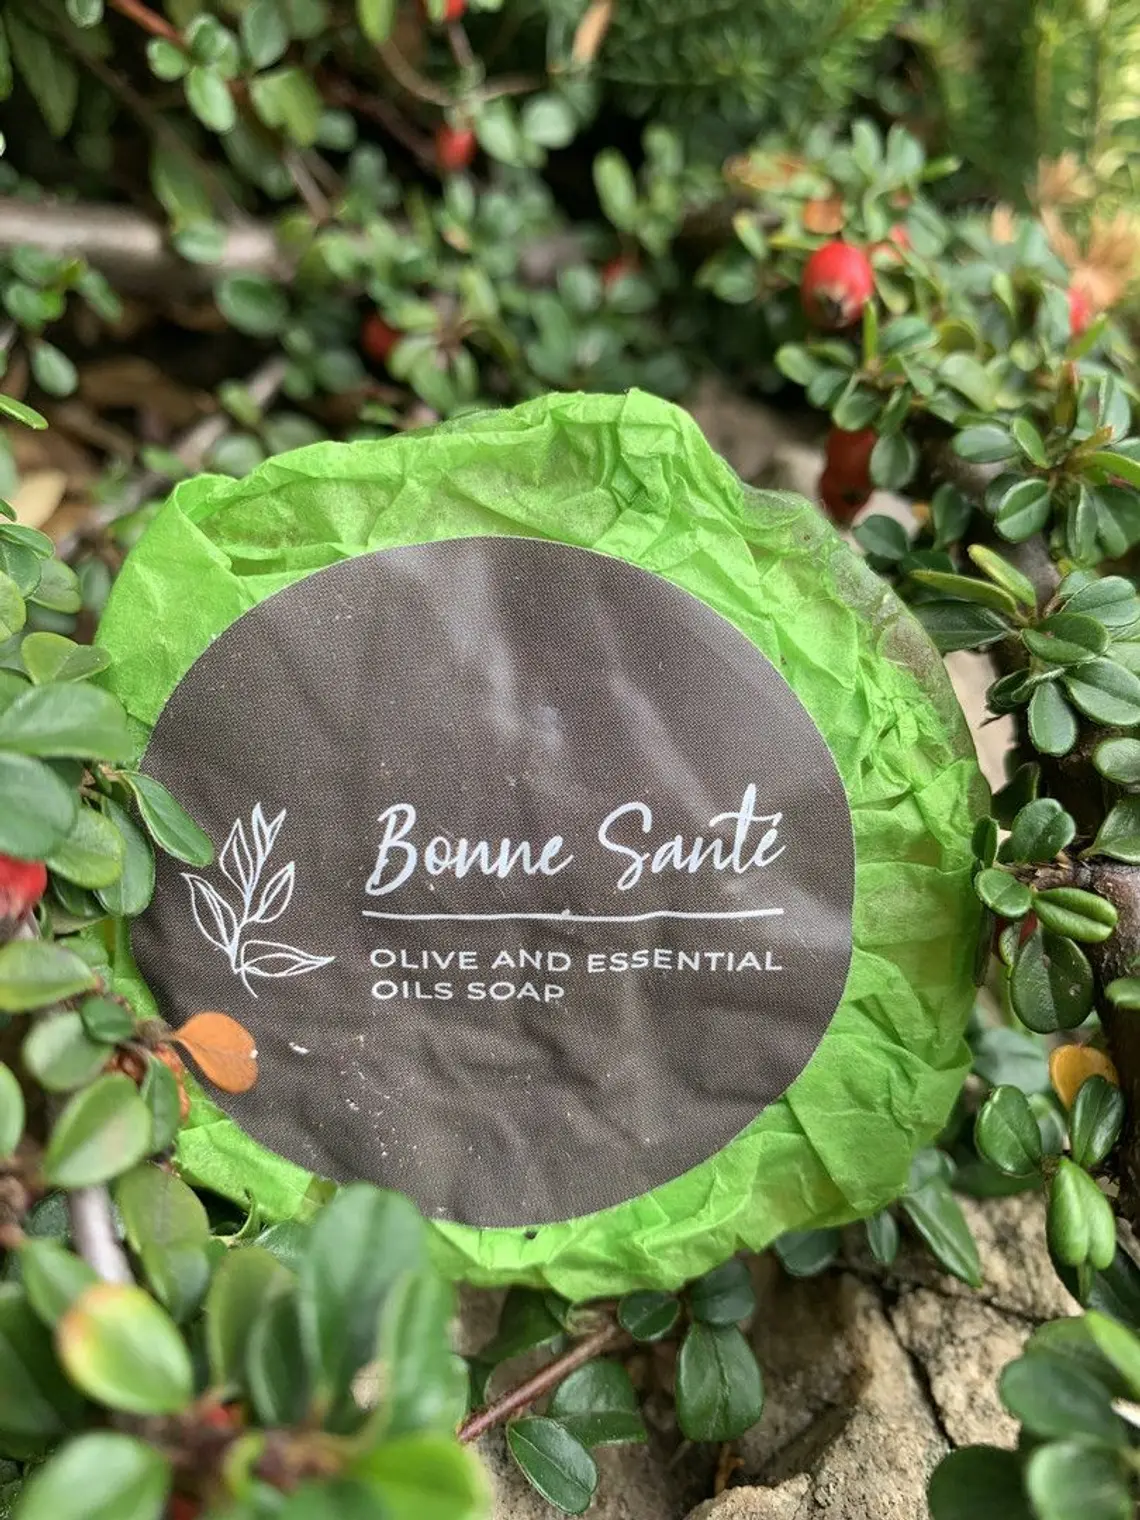 Bonne Santé
OLIVE AND ESSENTIAL
OILS SOAP